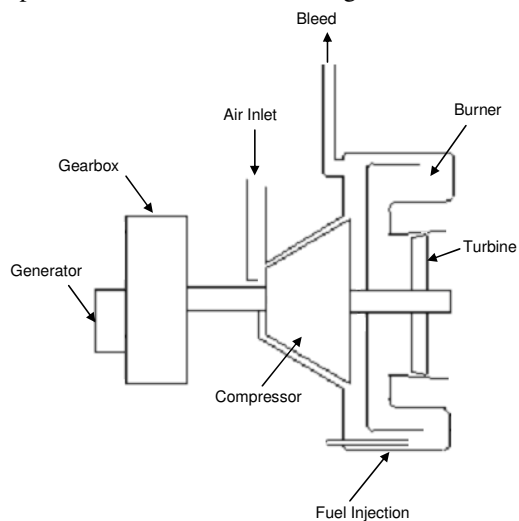 Bleed
Air Inlet
Burner
Gearbox
Turbine
Generator
Compressor
Fuel Injection